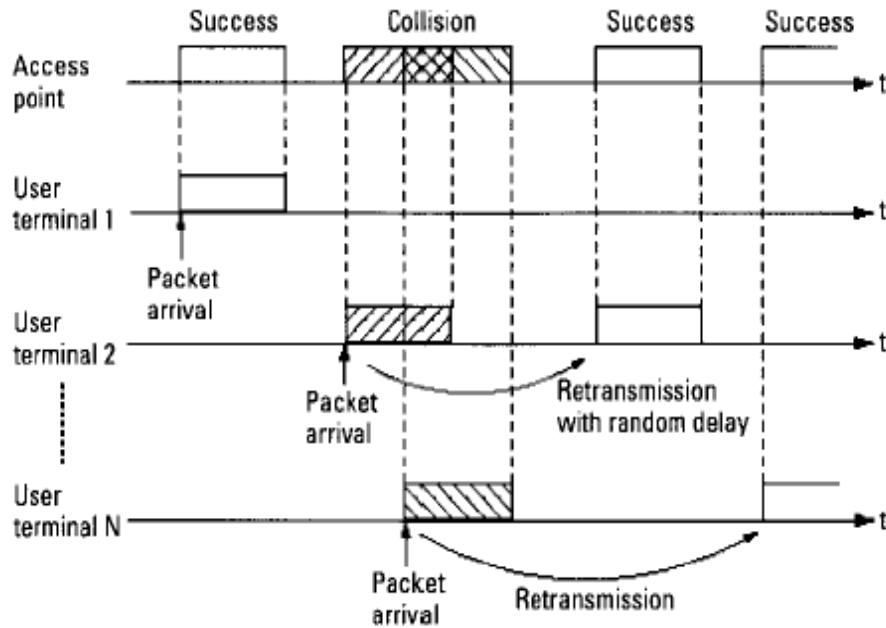 Success Collision Success Success
Access
point
t
User
terminal 1
t
Packet
arrival
User
terminal 2
t
Packet
arrival
Retransmission
with random delay
User
terminal N
t
Packet
arrival
Retransmission